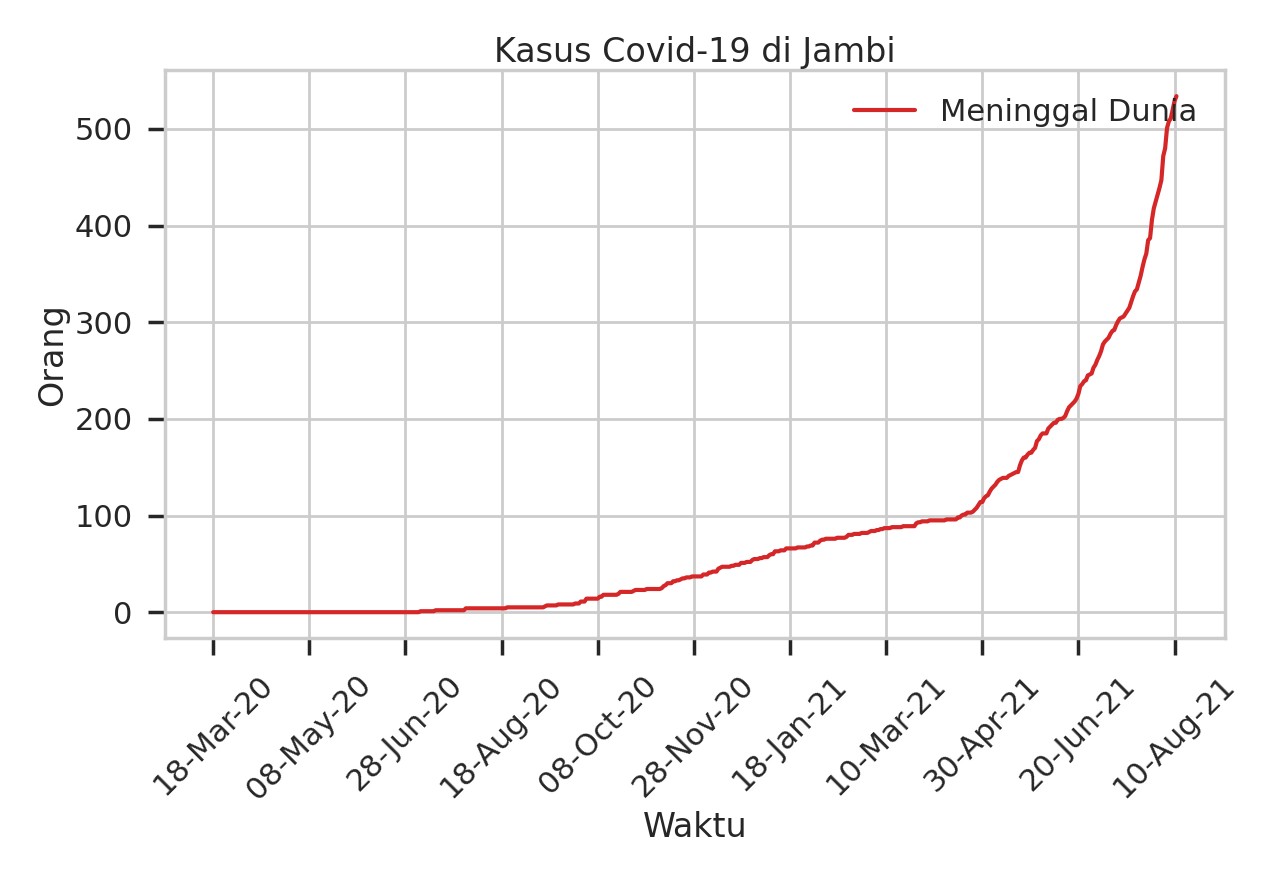 Kasus Covid-19 di Jambi
Meninggal Dunia
Orang
500
400
300
200
100
0
18-Mar-20
08-May-20
28-Jun-20
18-Aug-20
08-Oct-20
28-Nov-20
18-Jan-21
10-Mar-21
30-Apr-21
20-Jun-21
10-Aug-21
Waktu